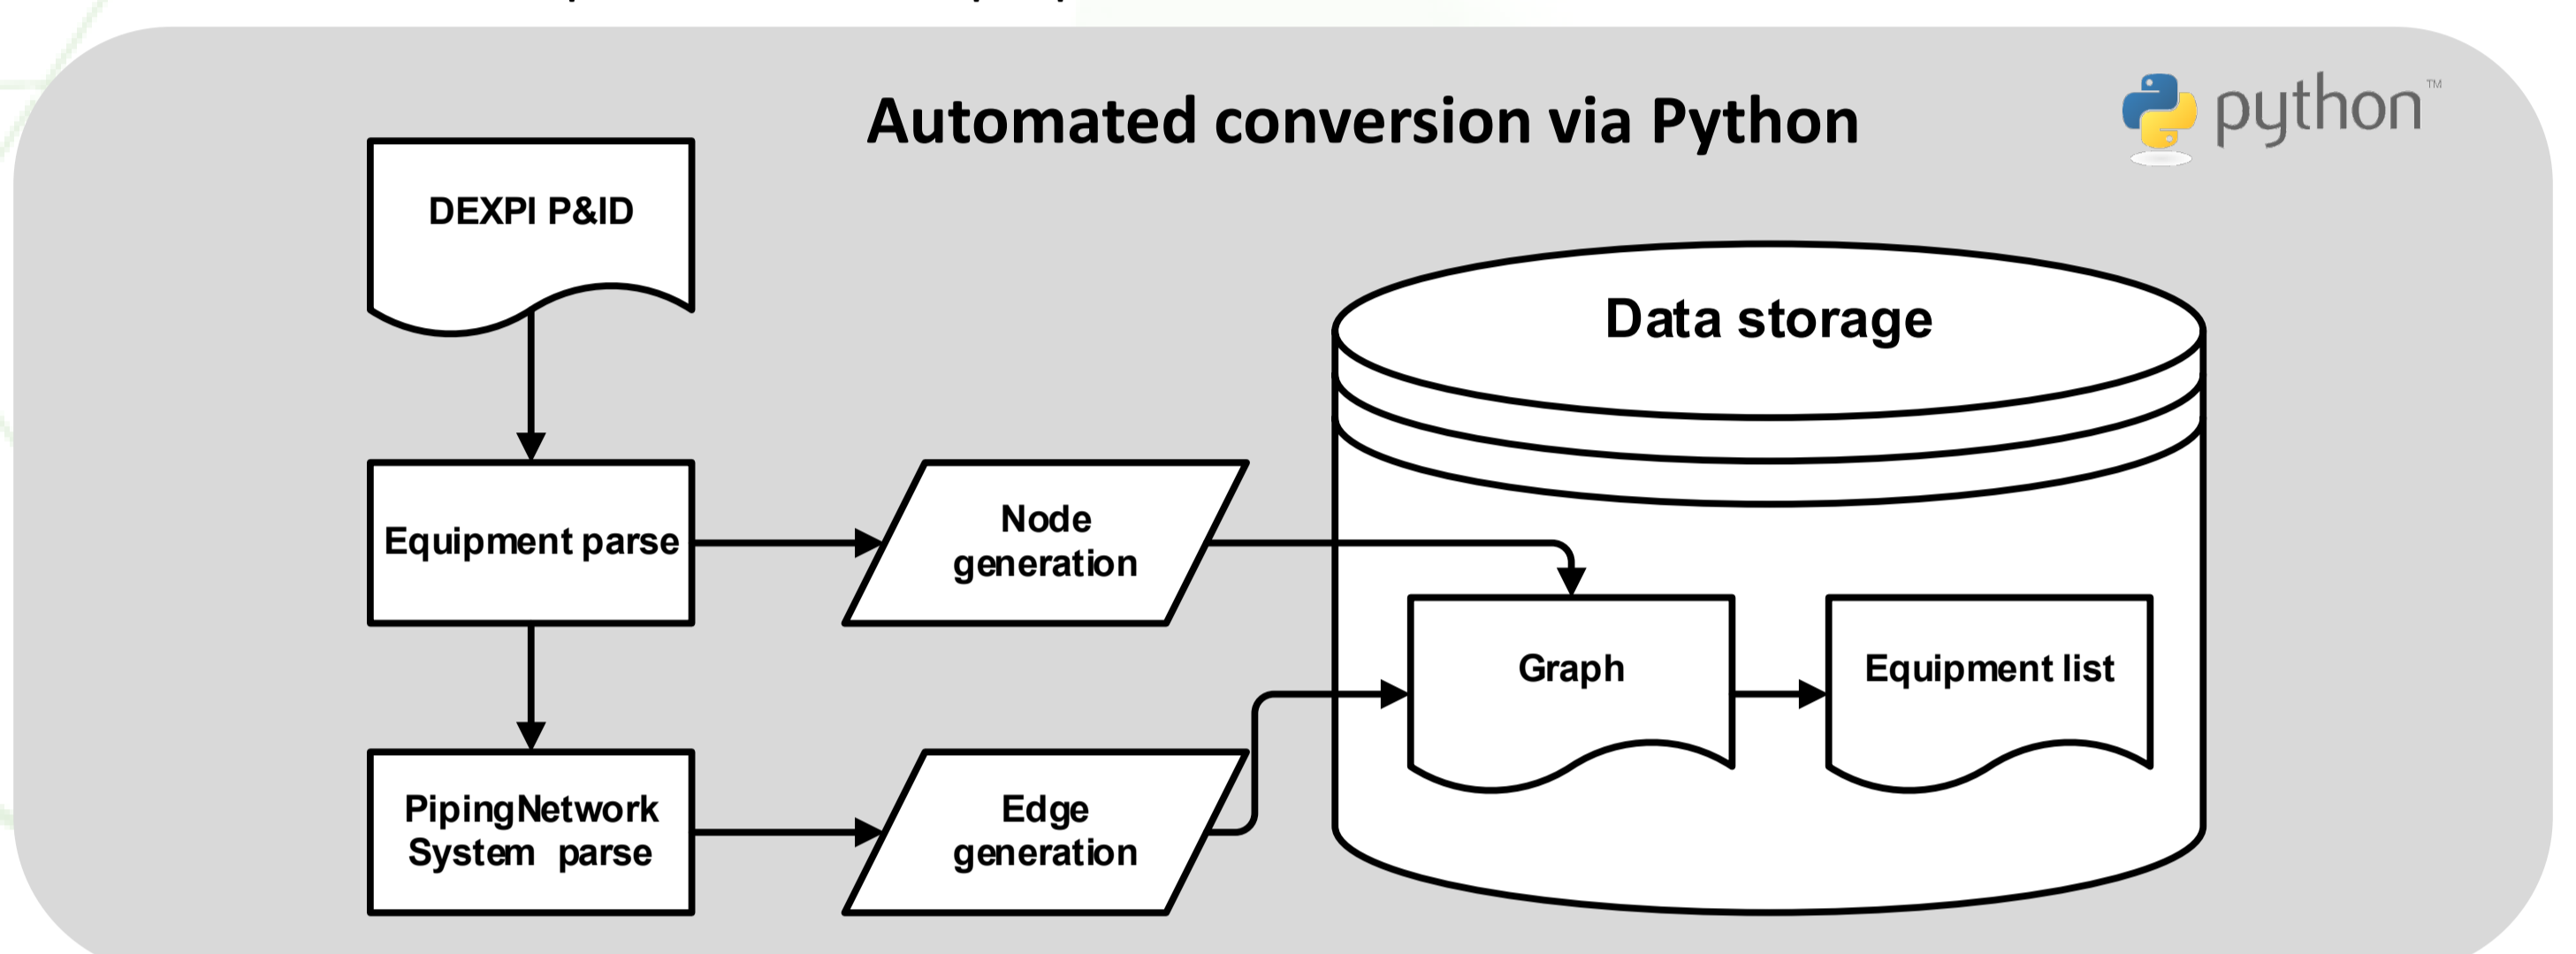 Automated conversion via Python
python™
DEXPI P&ID
Data storage
Equipment parse
Node
generation
Graph
Equipment list
PipingNetwork
System parse
Edge
generation